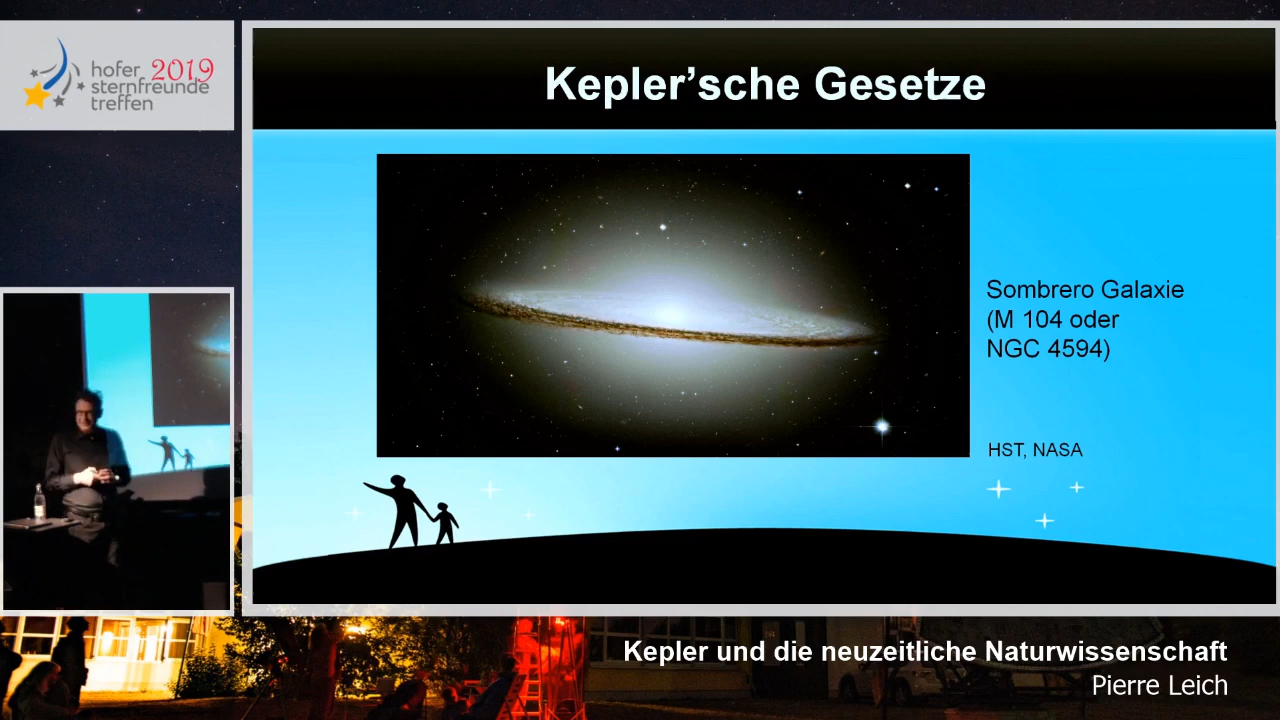 hofer 2019
sternfreunde
treffen
Kepler’sche Gesetze
Sombrero Galaxie
(M 104 oder
NGC 4594)
HST, NASA
Kepler und die neuzeitliche Naturwissenschaft
Pierre Leich